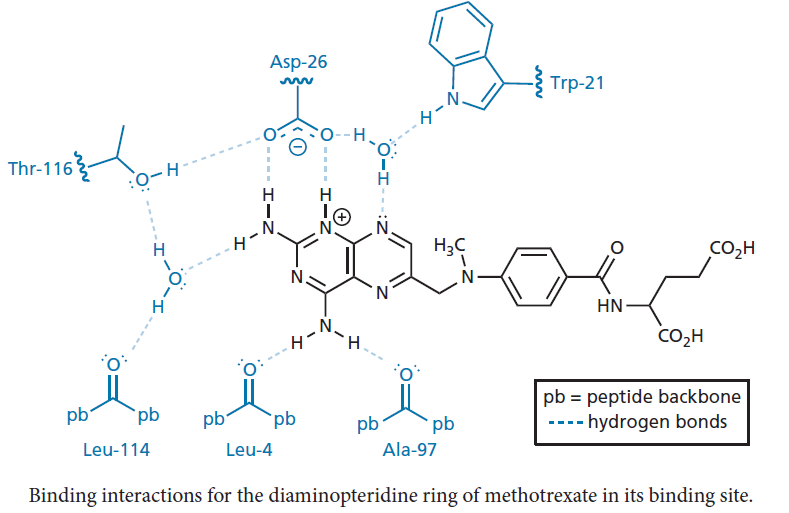 Asp-26
Trp-21
N
H
O O H
⊖
O
H
Thr-116
O H
H H
⊕
N N N
H
H
O
H
N
N
H₃C
N
O
CO₂H
HN
CO₂H
N
H H
O
O
O
pb pb
pb pb
pb pb
Leu-114
Leu-4
Ala-97
pb = peptide backbone
---- hydrogen bonds
Binding interactions for the diaminopteridine ring of methotrexate in its binding site.